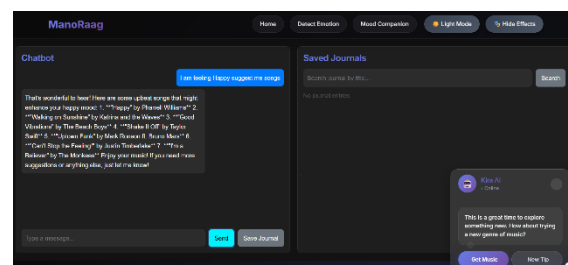 ManoRaag
Home
Detect Emotion
Mood Companion
Light Mode
Hide Effects
Chatbot
I am feeling Happy suggest me songs
That's wonderful to hear! Here are some upbeat songs that might
enhance your happy mood: 1. **"Happy" by Pharrell Williams** 2.
**"Walking on Sunshine" by Katrina and the Waves** 3. **"Good
Vibrations" by The Beach Boys** 4. **"Shake It Off" by Taylor
Swift** 5. **"Uptown Funk" by Mark Ronson ft. Bruno Mars** 6.
**"Can't Stop the Feeling!" by Justin Timberlake** 7. **"I'm a
Believer" by The Monkees** Enjoy your music! If you need more
suggestions or anything else, just let me know!
Type a message...
Send
Save Journal
Saved Journals
Search journal by title...
Search
No journal entries
Kira AI
Online
This is a great time to explore
something new. How about trying
a new genre of music?
Get Music
New Tip